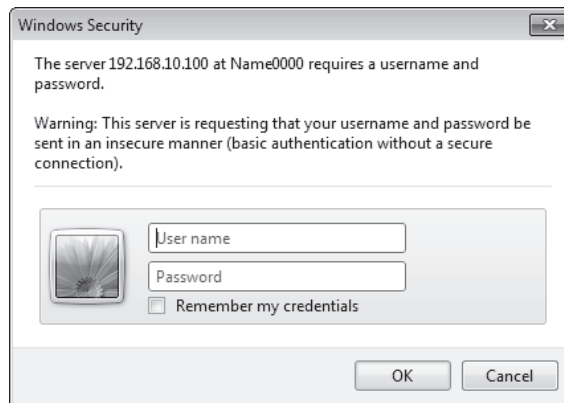 Windows Security
The server 192.168.10.100 at Name0000 requires a username and
password.
Warning: This server is requesting that your username and password be
sent in an insecure manner (basic authentication without a secure
connection).
User name
Password
Remember my credentials
OK
Cancel